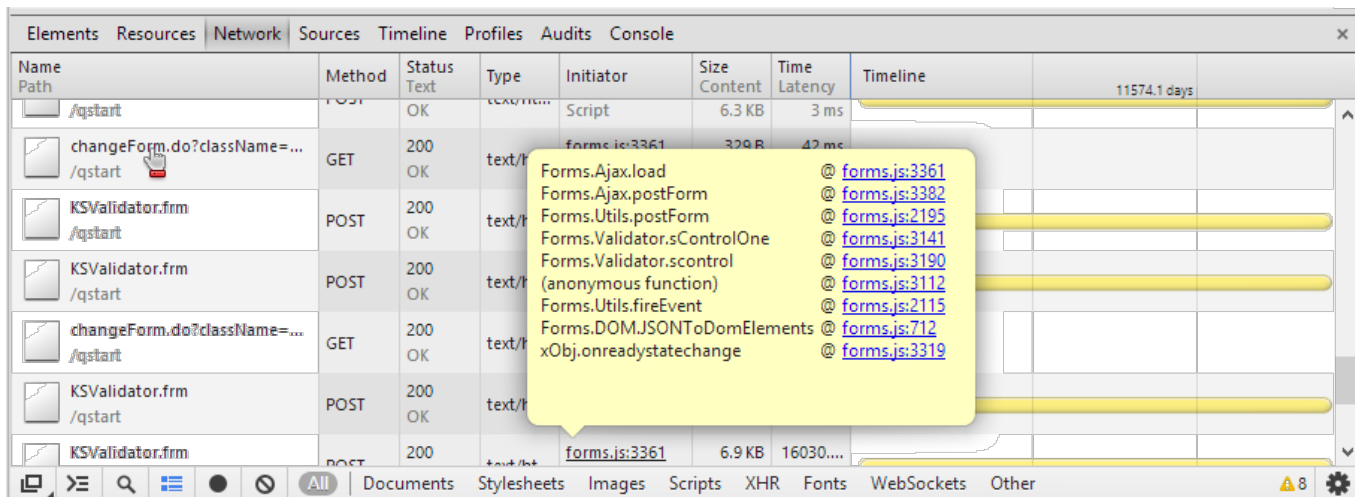 Elements Resources Network Sources Timeline Profiles Audits Console
Name Method Status Type Initiator Size Time Timeline
Path Text Content Latency 11574.1 days
/qstart OK Script 6.3 KB 3 ms
changeForm.do?className=... GET 200 forms.js:3361 329 B 42 ms
/qstart OK
KSValidator.frm POST 200
/qstart OK
KSValidator.frm POST 200
/qstart OK
changeForm.do?className=... GET 200
/qstart OK
KSValidator.frm POST 200
/qstart OK
KSValidator.frm POST 200 forms.js:3361 6.9 KB 16030....
Forms.Ajax.load @ forms.js:3361
Forms.Ajax.postForm @ forms.js:3382
Forms.Utils.postForm @ forms.js:2195
Forms.Validator.sControlOne @ forms.js:3141
Forms.Validator.scontrol @ forms.js:3190
(anonymous function) @ forms.js:3112
Forms.Utils.fireEvent @ forms.js:2115
Forms.DOM.JSONToDomElements @ forms.js:712
xObj.onreadystatechange @ forms.js:3319
All Documents Stylesheets Images Scripts XHR Fonts WebSockets Other 8